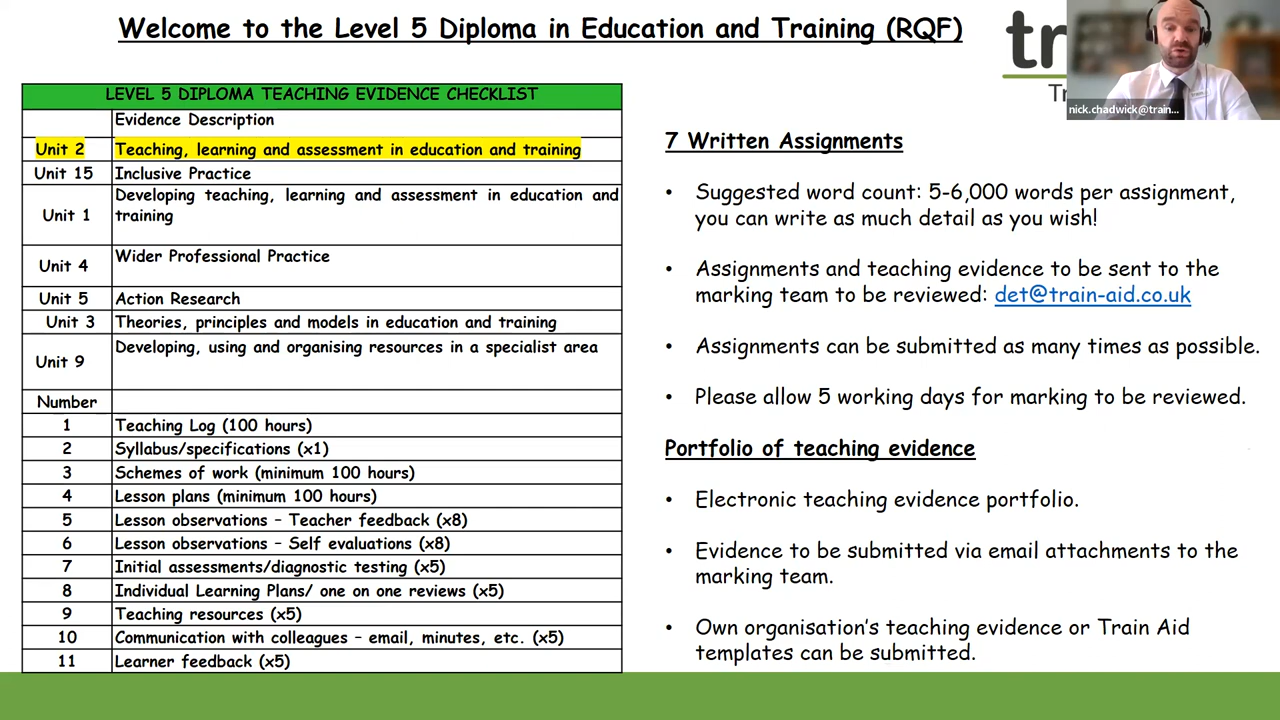 Welcome to the Level 5 Diploma in Education and Training (RQF)
tr
Tr
nick.chadwick@train...
LEVEL 5 DIPLOMA TEACHING EVIDENCE CHECKLIST
Evidence Description
Unit 2 Teaching, learning and assessment in education and training
Unit 15 Inclusive Practice
Unit 1 Developing teaching, learning and assessment in education and
training
Unit 4 Wider Professional Practice
Unit 5 Action Research
Unit 3 Theories, principles and models in education and training
Unit 9 Developing, using and organising resources in a specialist area
Number
1 Teaching Log (100 hours)
2 Syllabus/specifications (x1)
3 Schemes of work (minimum 100 hours)
4 Lesson plans (minimum 100 hours)
5 Lesson observations – Teacher feedback (x8)
6 Lesson observations – Self evaluations (x8)
7 Initial assessments/diagnostic testing (x5)
8 Individual Learning Plans/ one on one reviews (x5)
9 Teaching resources (x5)
10 Communication with colleagues – email, minutes, etc. (x5)
11 Learner feedback (x5)
7 Written Assignments
• Suggested word count: 5-6,000 words per assignment,
you can write as much detail as you wish!
• Assignments and teaching evidence to be sent to the
marking team to be reviewed: det@train-aid.co.uk
• Assignments can be submitted as many times as possible.
• Please allow 5 working days for marking to be reviewed.
Portfolio of teaching evidence
• Electronic teaching evidence portfolio.
• Evidence to be submitted via email attachments to the
marking team.
• Own organisation's teaching evidence or Train Aid
templates can be submitted.